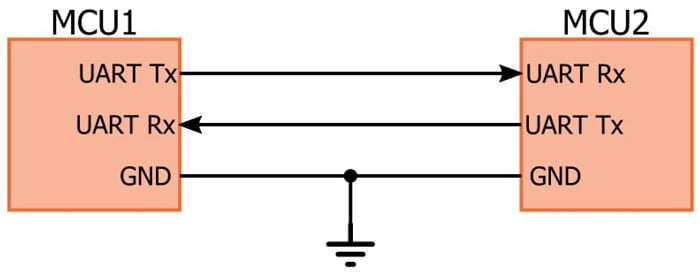 MCU1
MCU2
UART Tx
UART Rx
UART Rx
UART Tx
GND
GND